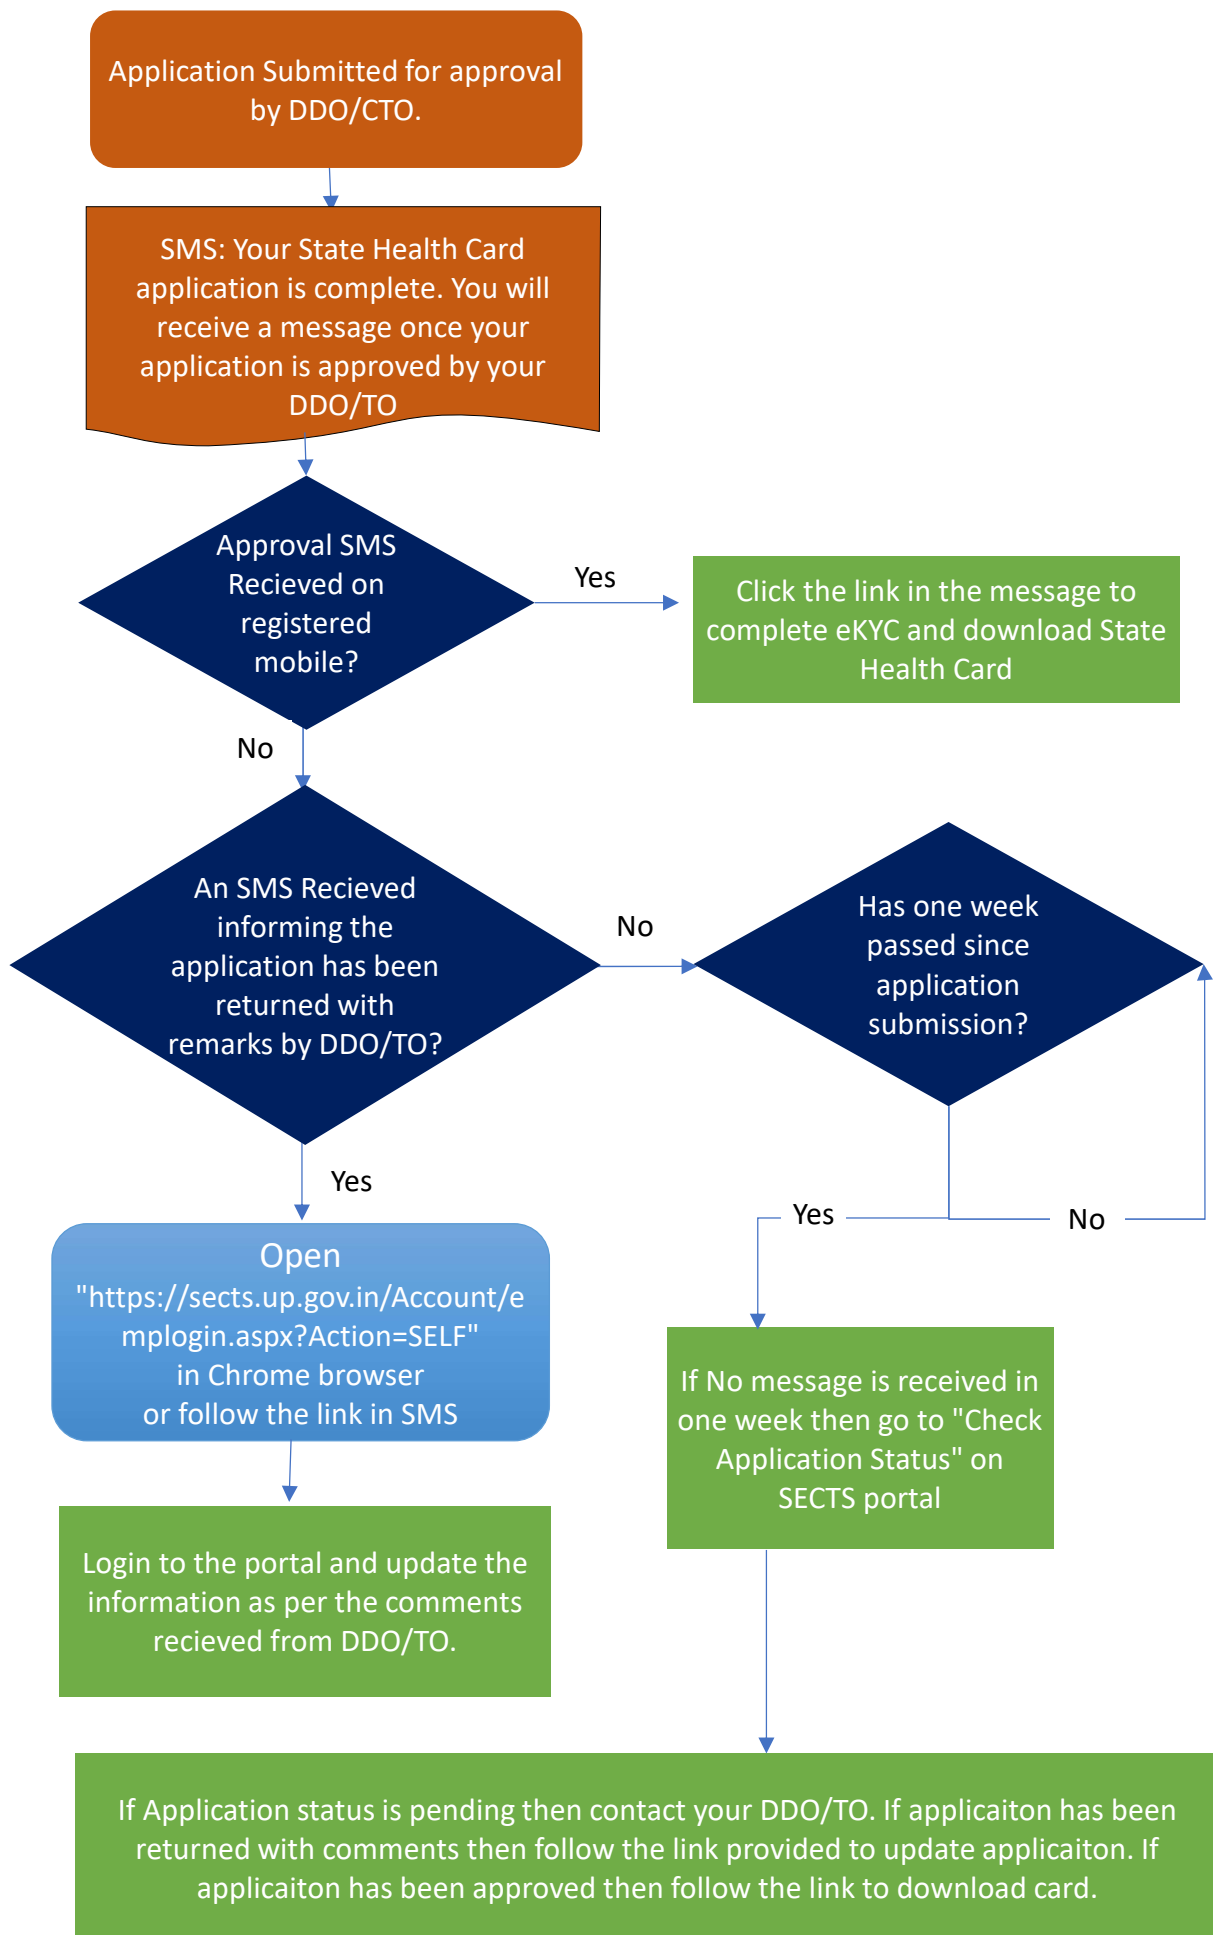 Application Submitted for approval
by DDO/CTO.
SMS: Your State Health Card
application is complete. You will
receive a message once your
application is approved by your
DDO/TO
Approval SMS
Recieved on
registered
mobile?
Yes
Click the link in the message to
complete eKYC and download State
Health Card
No
An SMS Recieved
informing the
application has been
returned with
remarks by DDO/TO?
No
Has one week
passed since
application
submission?
Yes
Yes
No
Open
"https://sects.up.gov.in/Account/e
mplogin.aspx?Action=SELF"
in Chrome browser
or follow the link in SMS
If No message is received in
one week then go to "Check
Application Status" on
SECTS portal
Login to the portal and update the
information as per the comments
recieved from DDO/TO.
If Application status is pending then contact your DDO/TO. If applicaiton has been
returned with comments then follow the link provided to update applicaiton. If
applicaiton has been approved then follow the link to download card.